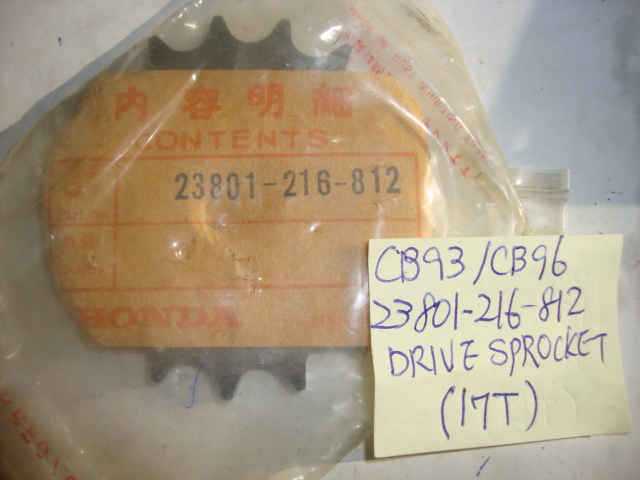 内容明細
CONTENTS
23801-216-812
HONDA
CB93/CB96
23801-216-812
DRIVE SPROCKET
(17T)